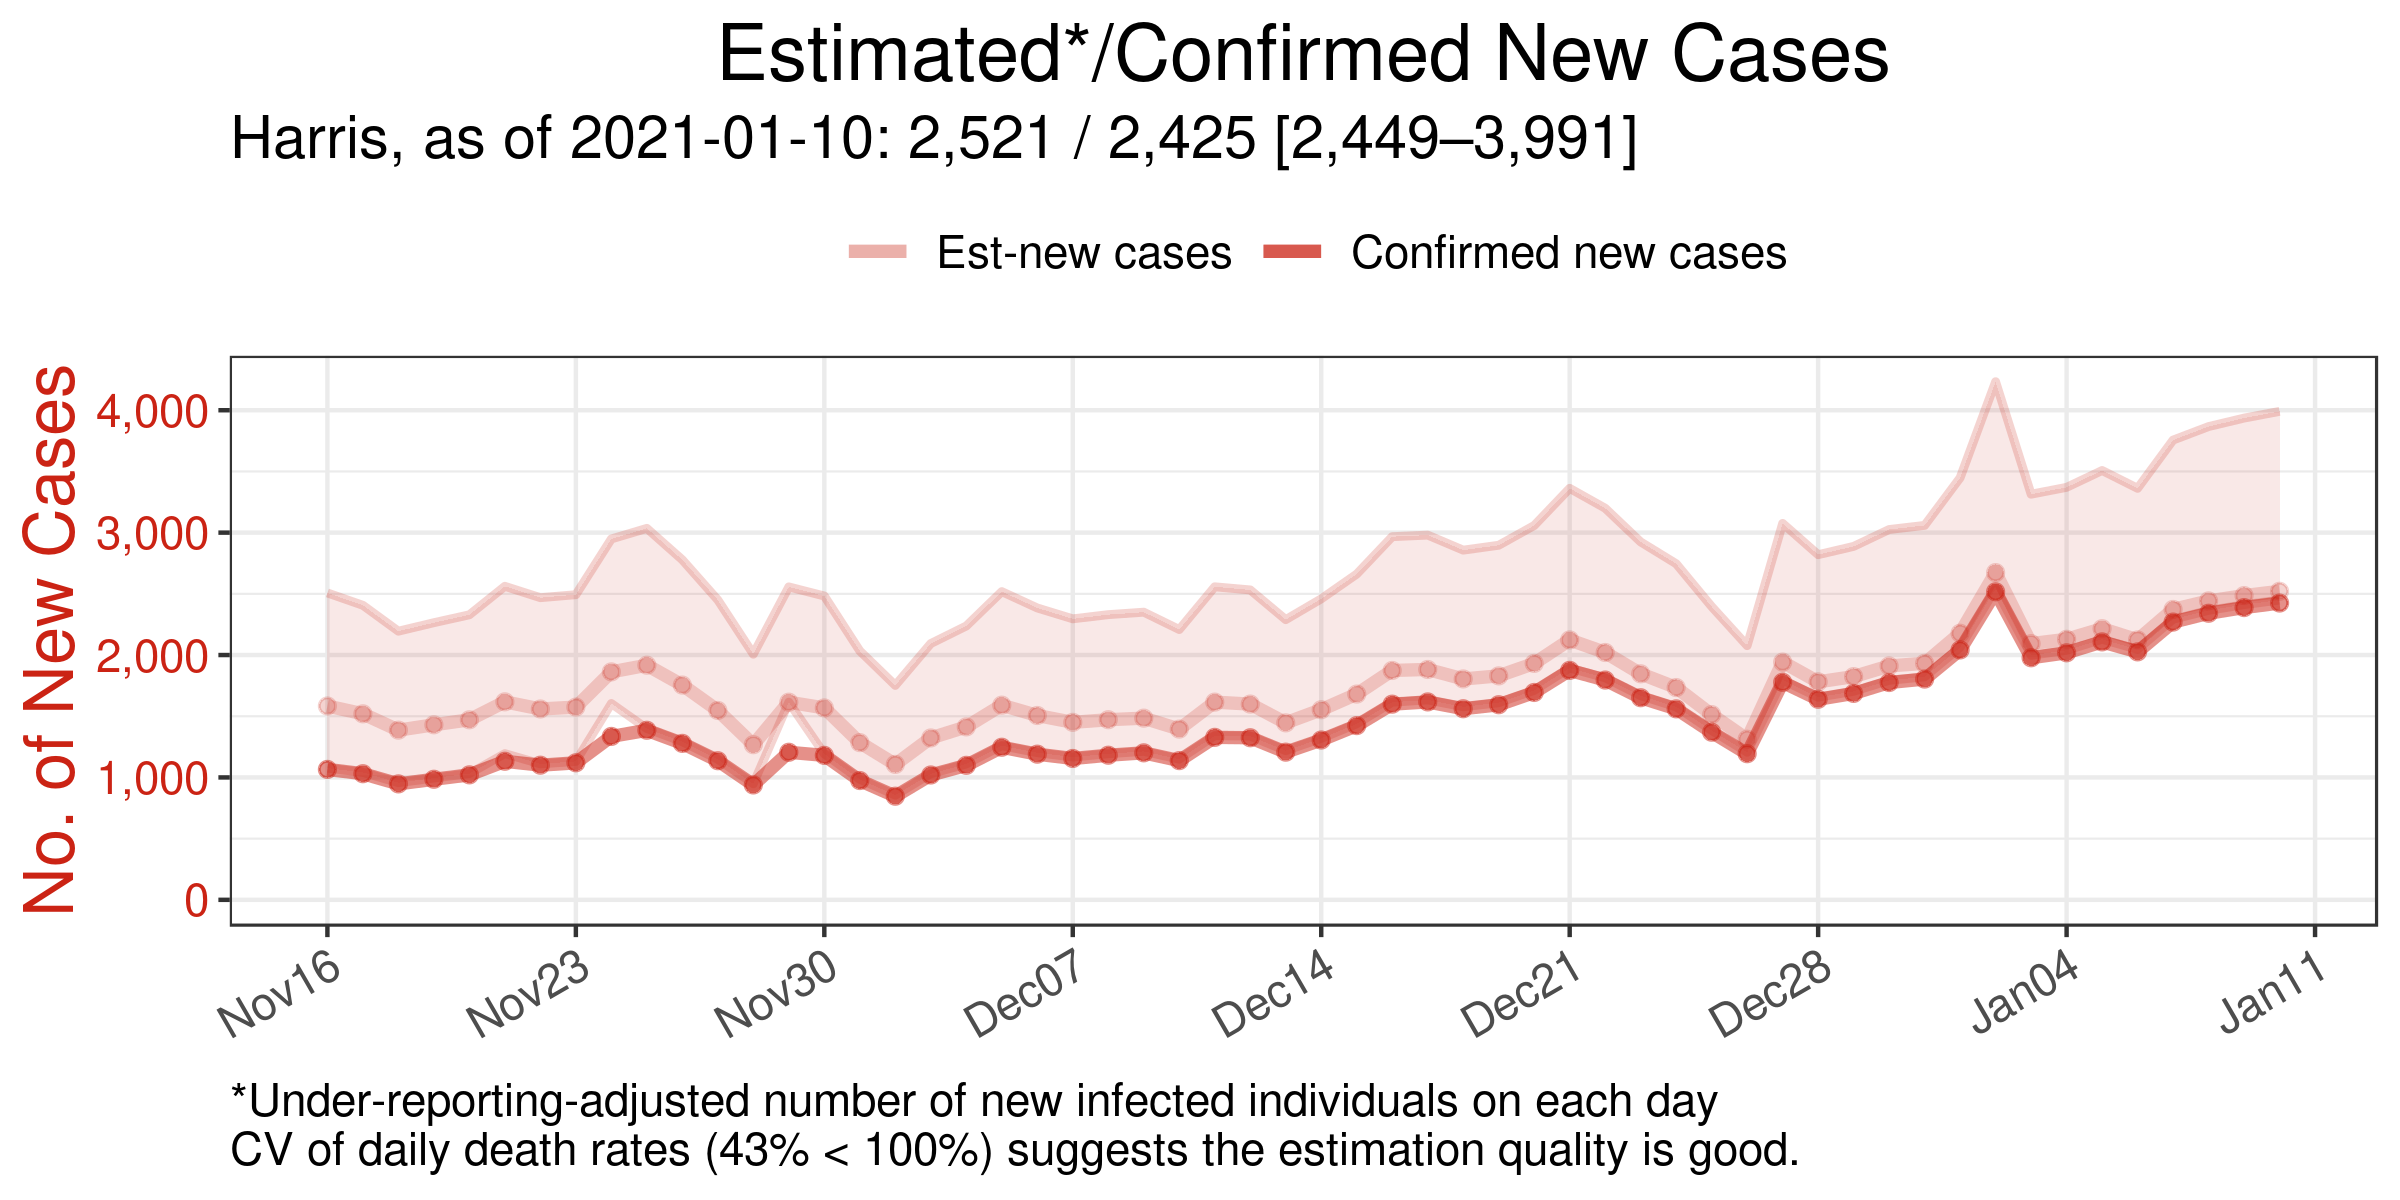 Estimated*/Confirmed New Cases
Harris, as of 2021-01-10: 2,521 / 2,425 [2,449–3,991]
Est-new cases
Confirmed new cases
No. of New Cases
4,000
3,000
2,000
1,000
0
Nov16
Nov23
Nov30
Dec07
Dec14
Dec21
Dec28
Jan04
Jan11
*Under-reporting-adjusted number of new infected individuals on each day
CV of daily death rates (43% < 100%) suggests the estimation quality is good.